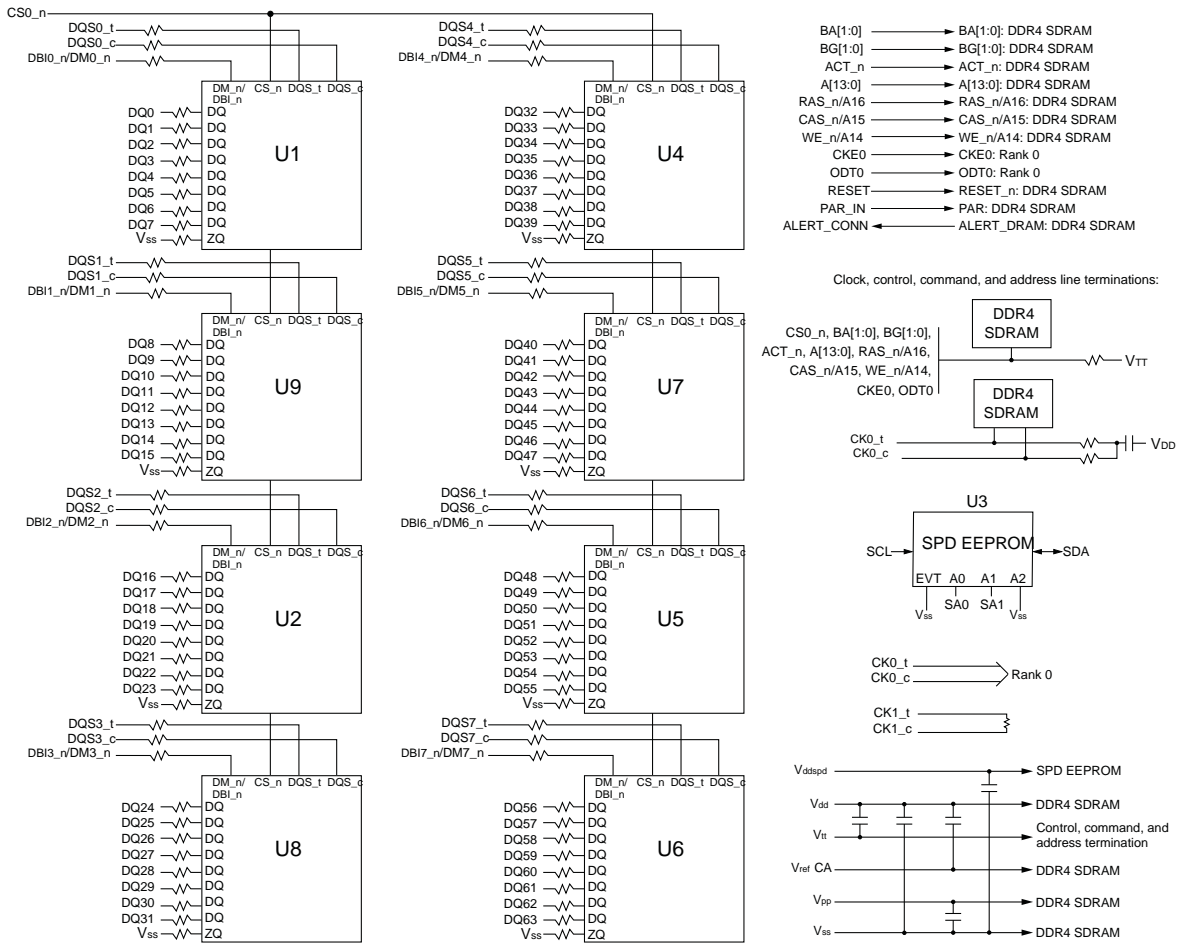 CS0_n
DQS0_t
DQS0_c
DBI0_n/DM0_n
DM_n/ CS_n DQS_t DQS_c
DBI_n
DQ0 DQ
DQ1 DQ
DQ2 DQ
DQ3 DQ
DQ4 DQ
DQ5 DQ
DQ6 DQ
DQ7 DQ
Vss ZQ
U1
DQS1_t
DQS1_c
DBI1_n/DM1_n
DM_n/ CS_n DQS_t DQS_c
DBI_n
DQ8 DQ
DQ9 DQ
DQ10 DQ
DQ11 DQ
DQ12 DQ
DQ13 DQ
DQ14 DQ
DQ15 DQ
Vss ZQ
U9
DQS2_t
DQS2_c
DBI2_n/DM2_n
DM_n/ CS_n DQS_t DQS_c
DBI_n
DQ16 DQ
DQ17 DQ
DQ18 DQ
DQ19 DQ
DQ20 DQ
DQ21 DQ
DQ22 DQ
DQ23 DQ
Vss ZQ
U2
DQS3_t
DQS3_c
DBI3_n/DM3_n
DM_n/ CS_n DQS_t DQS_c
DBI_n
DQ24 DQ
DQ25 DQ
DQ26 DQ
DQ27 DQ
DQ28 DQ
DQ29 DQ
DQ30 DQ
DQ31 DQ
Vss ZQ
U8
DQS4_t
DQS4_c
DBI4_n/DM4_n
DM_n/ CS_n DQS_t DQS_c
DBI_n
DQ32 DQ
DQ33 DQ
DQ34 DQ
DQ35 DQ
DQ36 DQ
DQ37 DQ
DQ38 DQ
DQ39 DQ
Vss ZQ
U4
DQS5_t
DQS5_c
DBI5_n/DM5_n
DM_n/ CS_n DQS_t DQS_c
DBI_n
DQ40 DQ
DQ41 DQ
DQ42 DQ
DQ43 DQ
DQ44 DQ
DQ45 DQ
DQ46 DQ
DQ47 DQ
Vss ZQ
U7
DQS6_t
DQS6_c
DBI6_n/DM6_n
DM_n/ CS_n DQS_t DQS_c
DBI_n
DQ48 DQ
DQ49 DQ
DQ50 DQ
DQ51 DQ
DQ52 DQ
DQ53 DQ
DQ54 DQ
DQ55 DQ
Vss ZQ
U5
DQS7_t
DQS7_c
DBI7_n/DM7_n
DM_n/ CS_n DQS_t DQS_c
DBI_n
DQ56 DQ
DQ57 DQ
DQ58 DQ
DQ59 DQ
DQ60 DQ
DQ61 DQ
DQ62 DQ
DQ63 DQ
Vss ZQ
U6
BA[1:0] BA[1:0]: DDR4 SDRAM
BG[1:0] BG[1:0]: DDR4 SDRAM
ACT_n ACT_n: DDR4 SDRAM
A[13:0] A[13:0]: DDR4 SDRAM
RAS_n/A16 RAS_n/A16: DDR4 SDRAM
CAS_n/A15 CAS_n/A15: DDR4 SDRAM
WE_n/A14 WE_n/A14: DDR4 SDRAM
CKE0 CKE0: Rank 0
ODT0 ODT0: Rank 0
RESET RESET_n: DDR4 SDRAM
PAR_IN PAR: DDR4 SDRAM
ALERT_CONN ALERT_DRAM: DDR4 SDRAM
Clock, control, command, and address line terminations:
DDR4
SDRAM
CS0_n, BA[1:0], BG[1:0],
ACT_n, A[13:0], RAS_n/A16,
CAS_n/A15, WE_n/A14,
CKE0, ODT0
VTT
DDR4
SDRAM
CK0_t
CK0_c
VDD
U3
SPD EEPROM
SCL SDA
EVT A0 A1 A2
Vss SA0 SA1 Vss
CK0_t
CK0_c
Rank 0
CK1_t
CK1_c
Vddspd SPD EEPROM
Vdd DDR4 SDRAM
Vtt Control, command, and
address termination
Vref CA DDR4 SDRAM
Vpp DDR4 SDRAM
Vss DDR4 SDRAM